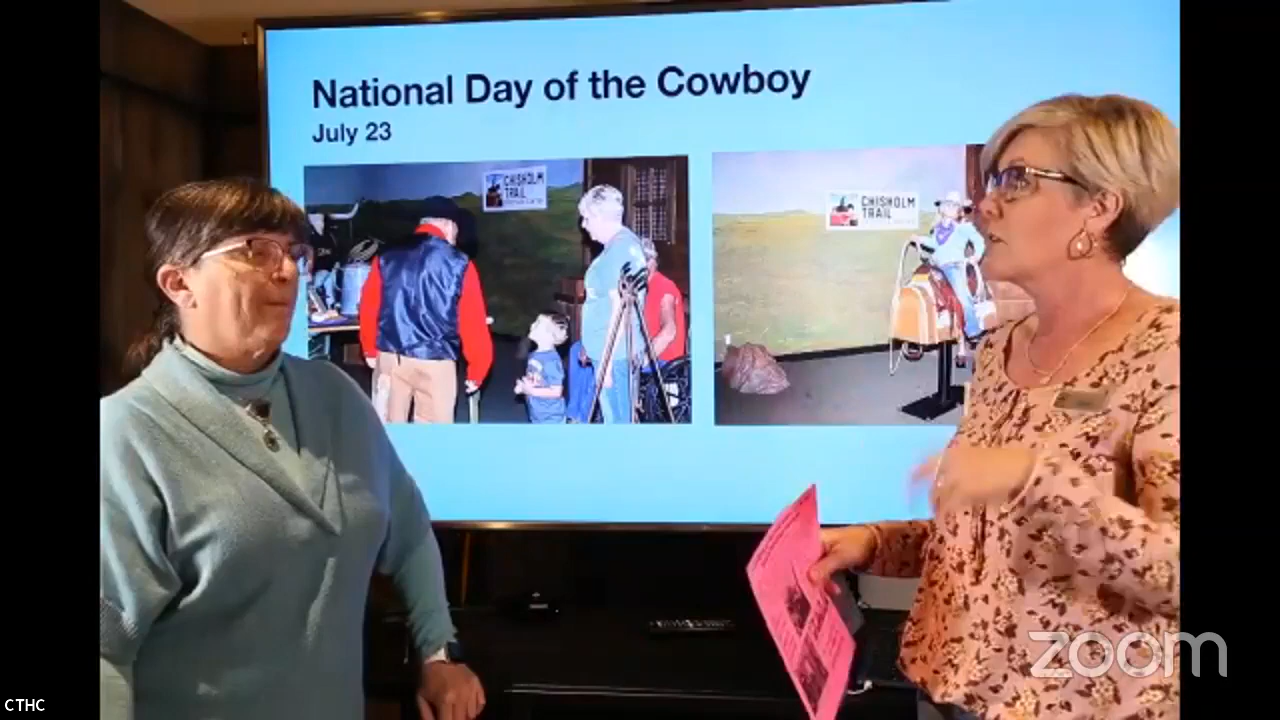 National Day of the Cowboy
July 23
CHISHOLM
TRAIL
CHISHOLM
TRAIL
CTHC
zoom